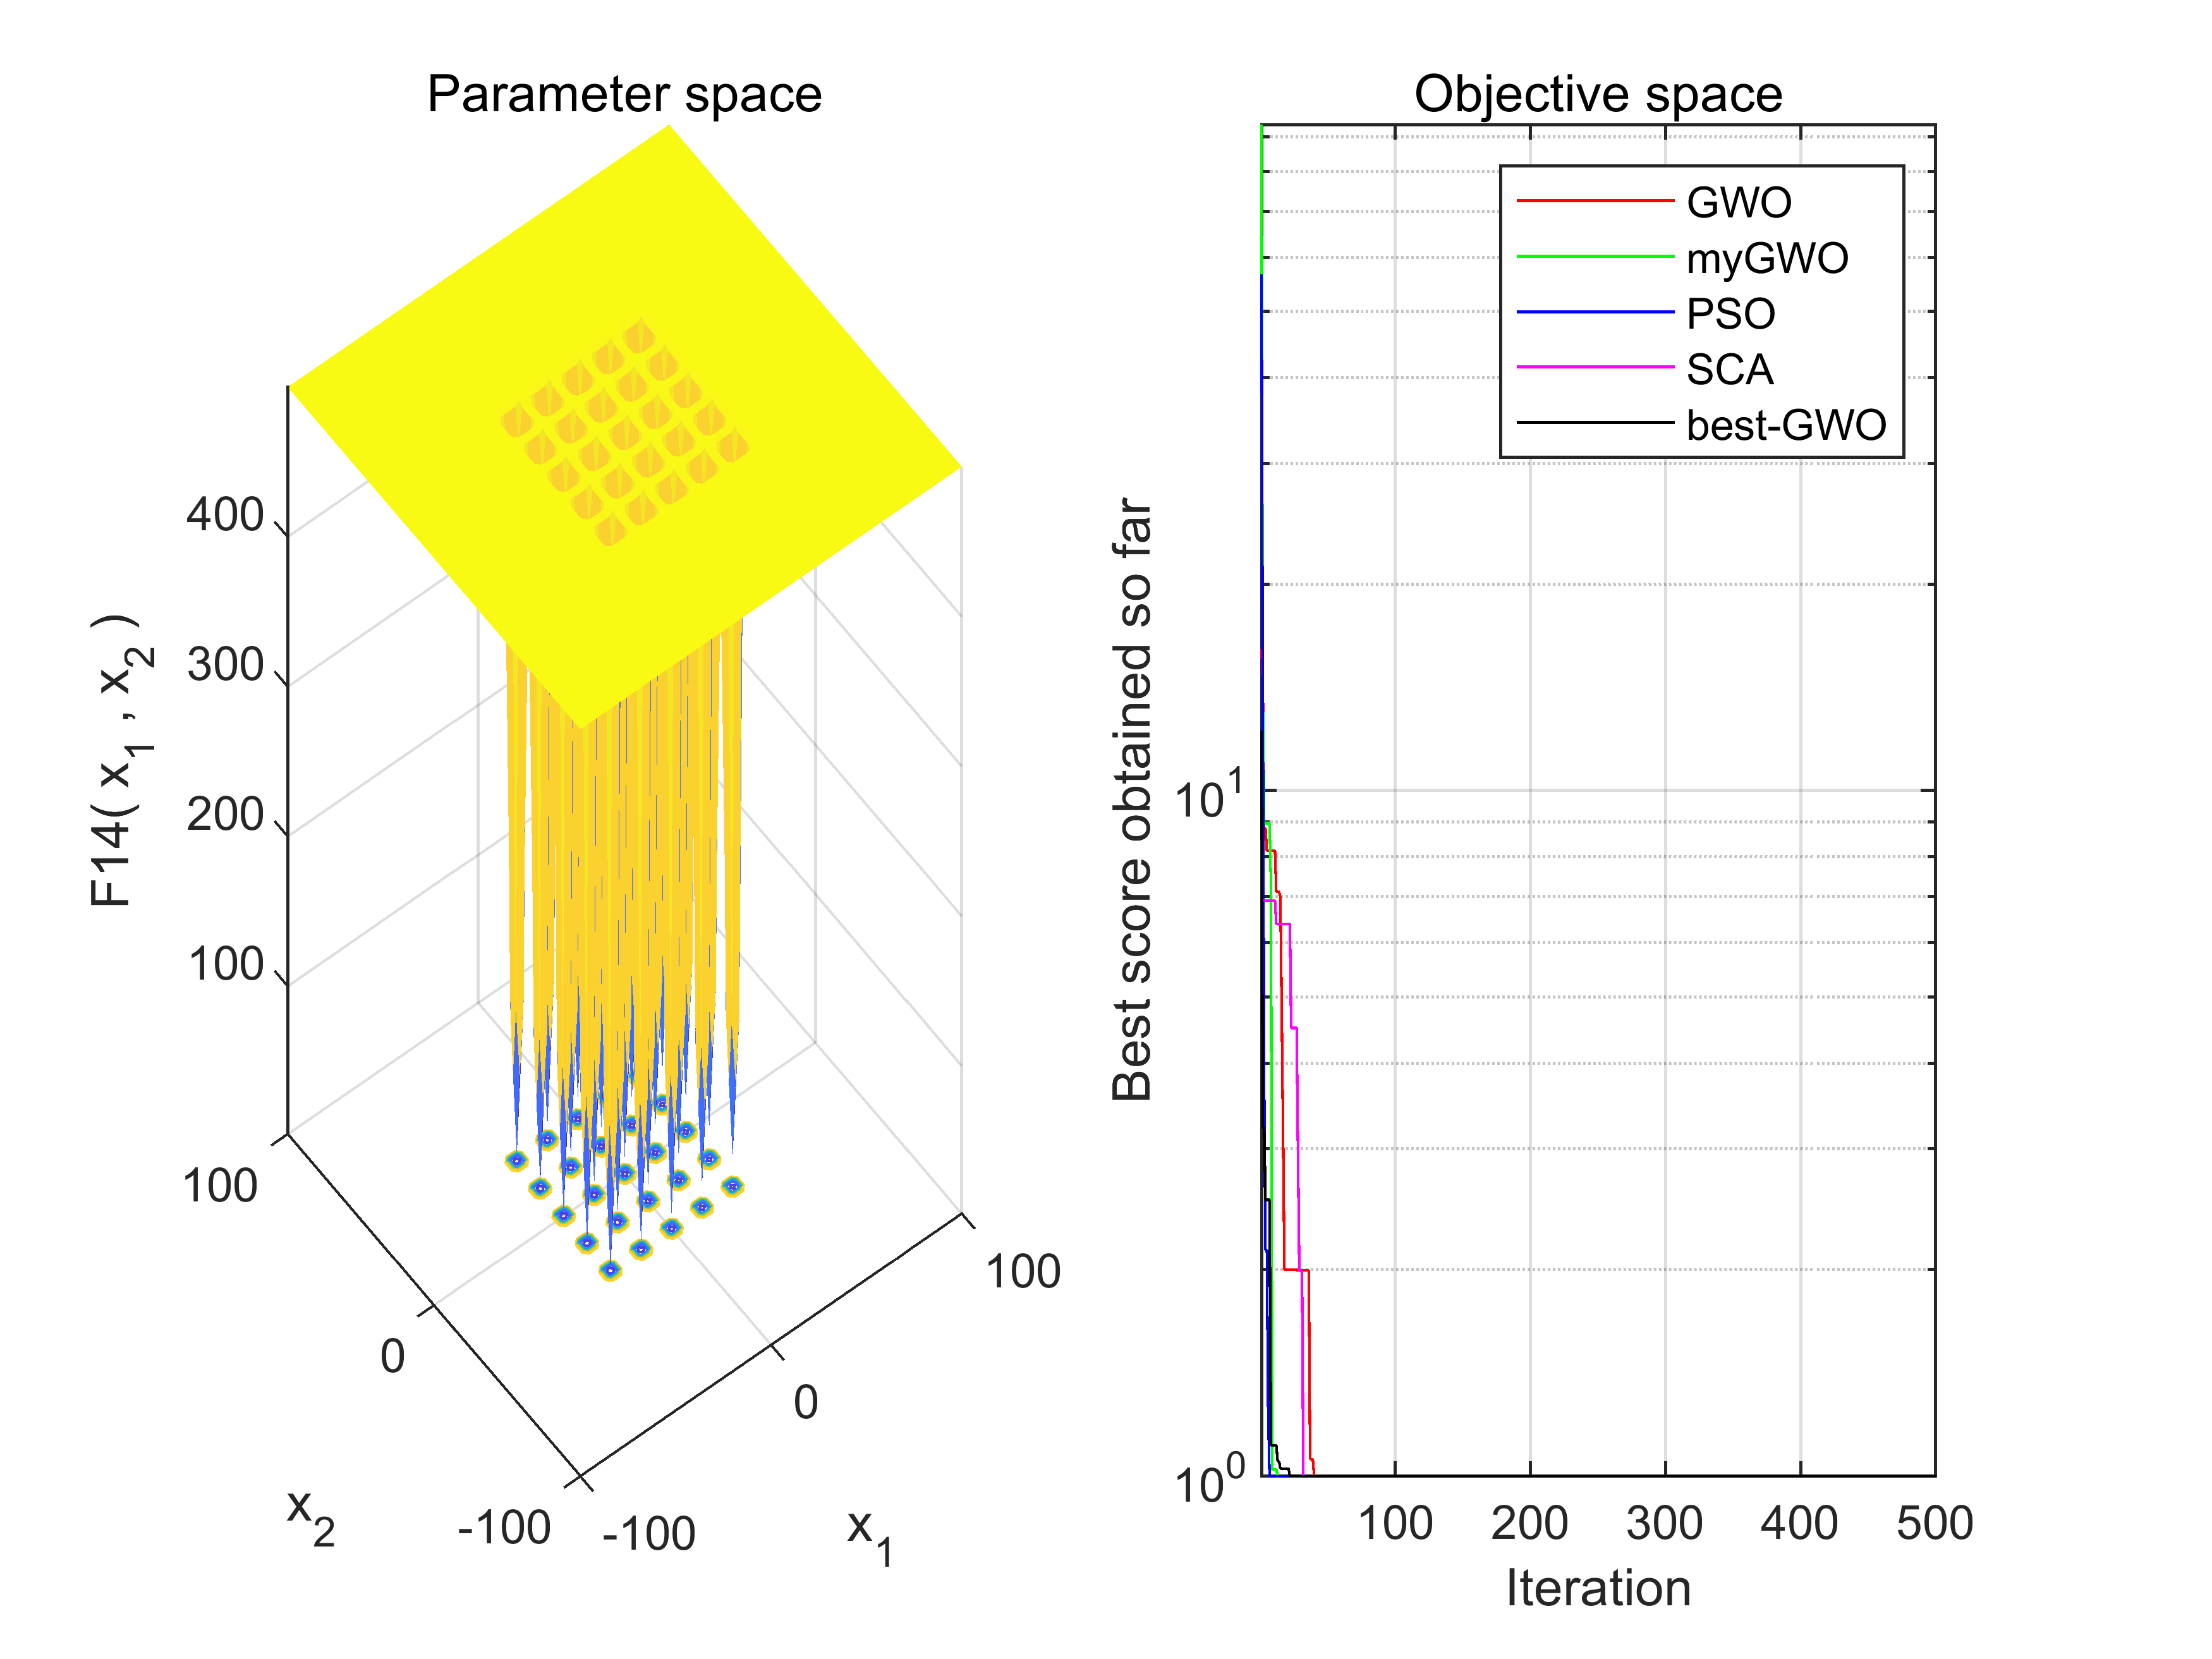 Parameter space
F14( x1 , x2 )
400
300
200
100
100
0
-100
x2
-100
0
100
x1
Objective space
Best score obtained so far
10^1
10^0
GWO
myGWO
PSO
SCA
best-GWO
100 200 300 400 500
Iteration